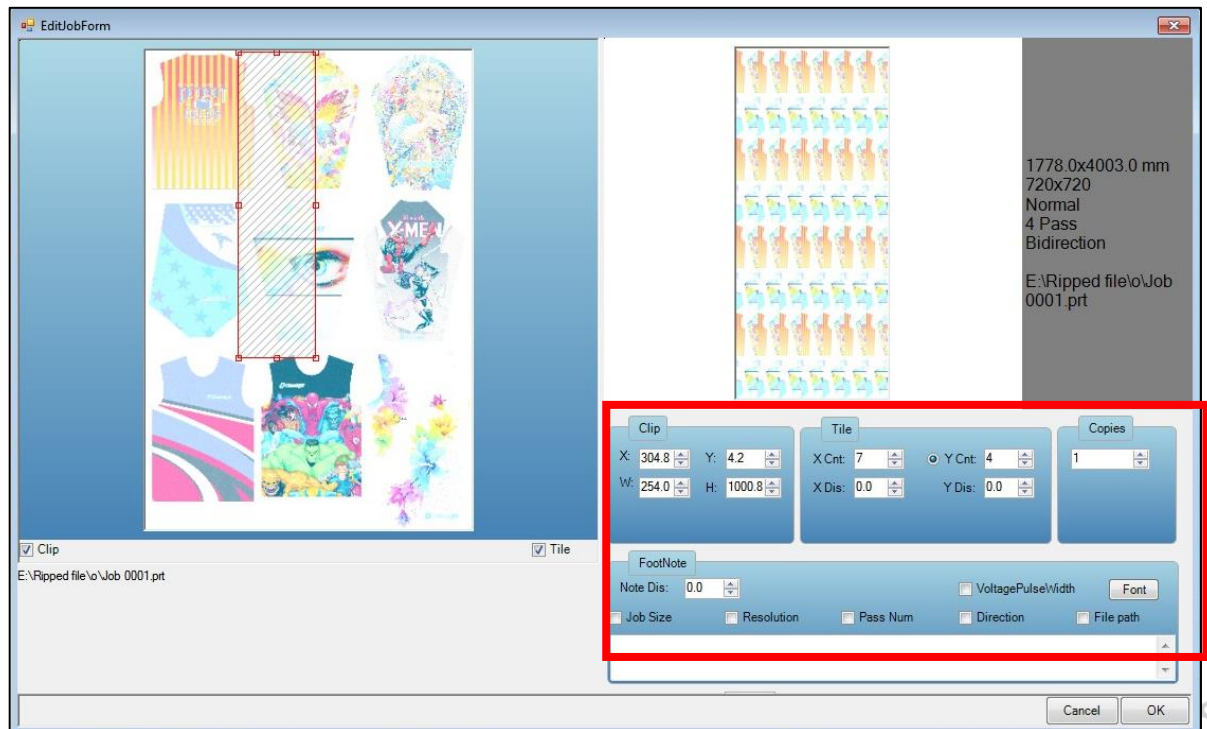 EditJobForm
X-MEN
1778.0x4003.0 mm
720x720
Normal
4 Pass
Bidirection
E:\Ripped file\o\Job
0001.prt
Clip
X: 304.8 Y: 4.2
W: 254.0 H: 1000.8
Tile
X Cnt: 7 Y Cnt: 4
X Dis: 0.0 Y Dis: 0.0
Copies
1
Clip Tile
E:\Ripped file\o\Job 0001.prt
FootNote
Note Dis: 0.0 VoltagePulseWidth Font
Job Size Resolution Pass Num Direction File path
Cancel OK